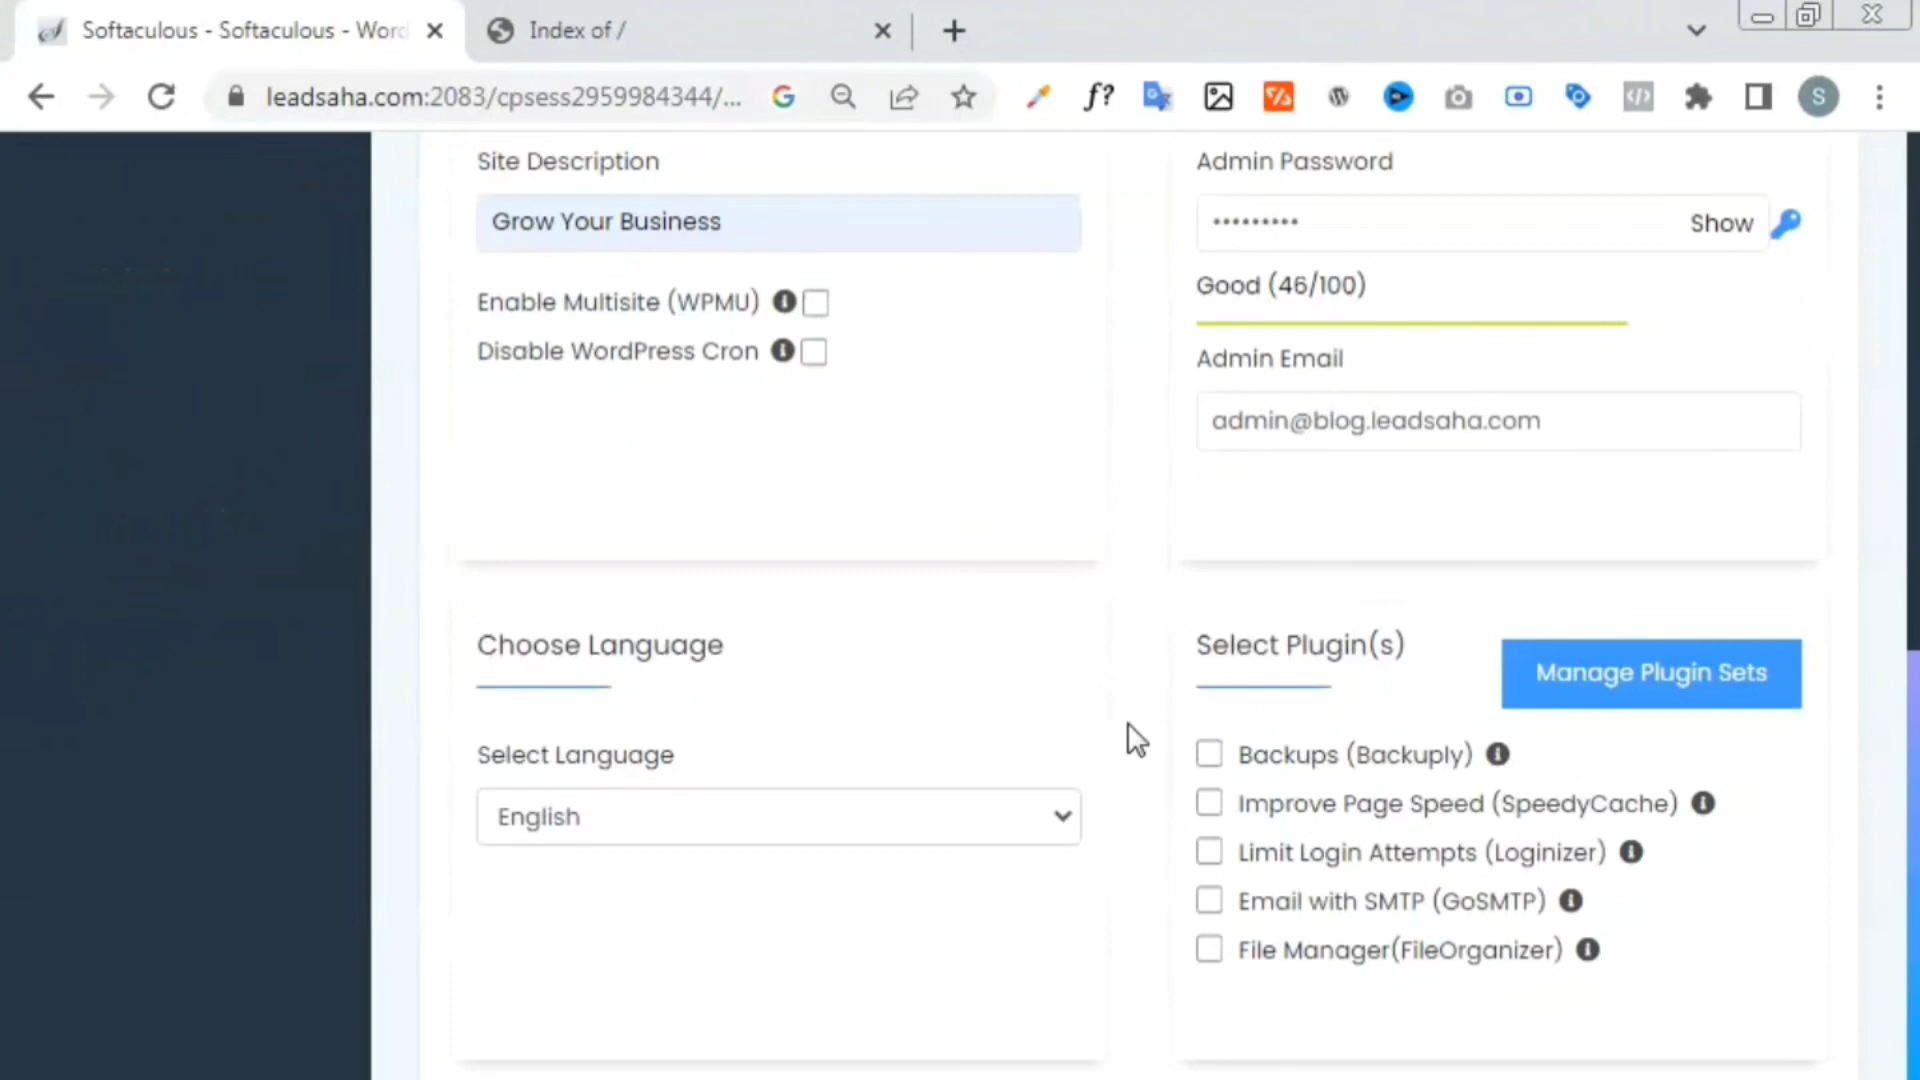 Softaculous - Softaculous - Word
Index of /
leadsaha.com:2083/cpsess2959984344/...
S
Site Description
Grow Your Business
Enable Multisite (WPMU)
Disable WordPress Cron
Admin Password
•••••••••
Show
Good (46/100)
Admin Email
admin@blog.leadsaha.com
Choose Language
Select Language
English
Select Plugin(s)
Manage Plugin Sets
Backups (Backuply)
Improve Page Speed (SpeedyCache)
Limit Login Attempts (Loginizer)
Email with SMTP (GoSMTP)
File Manager(FileOrganizer)